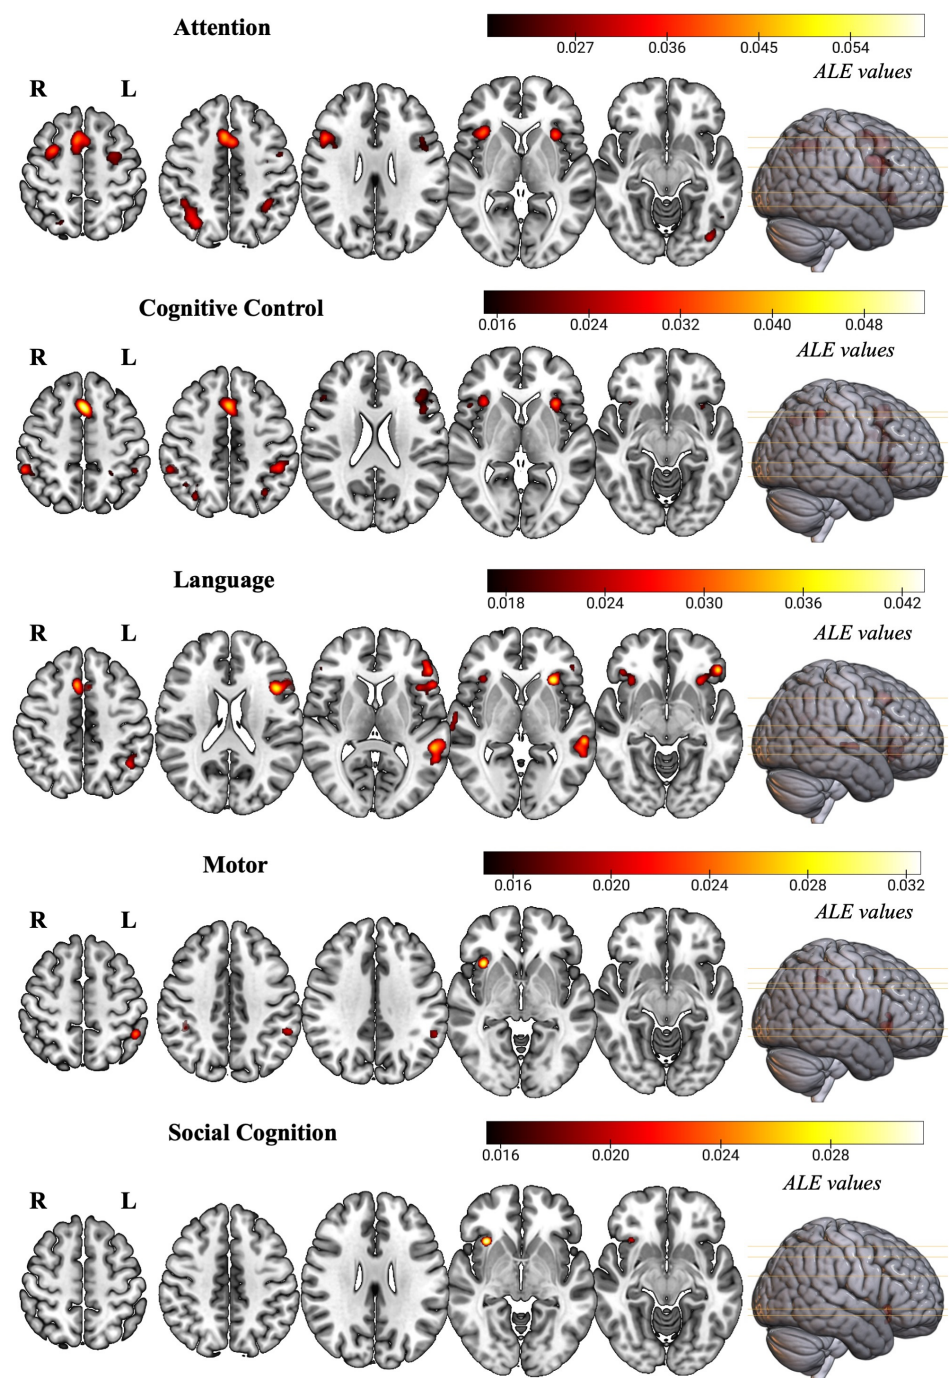 Attention
0.027 0.036 0.045 0.054
ALE values
R L
Cognitive Control
0.016 0.024 0.032 0.040 0.048
ALE values
R L
Language
0.018 0.024 0.030 0.036 0.042
ALE values
R L
Motor
0.016 0.020 0.024 0.028 0.032
ALE values
R L
Social Cognition
0.016 0.020 0.024 0.028
ALE values
R L